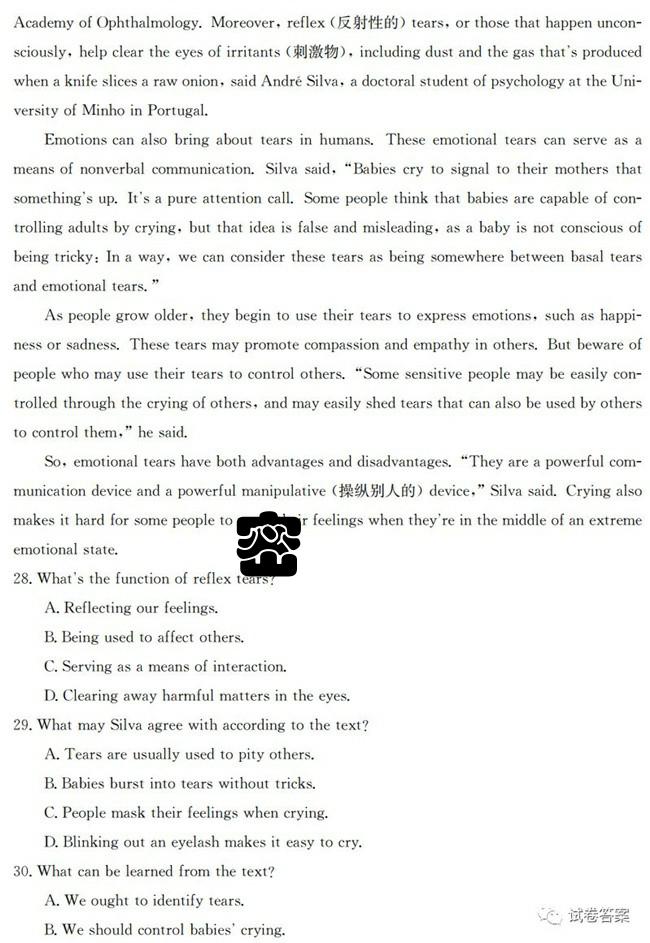 Academy of Ophthalmology. Moreover, reflex (反射性的) tears, or those that happen uncon-
sciously, help clear the eyes of irritants (刺激物), including dust and the gas that's produced
when a knife slices a raw onion, said André Silva, a doctoral student of psychology at the Uni-
versity of Minho in Portugal.
Emotions can also bring about tears in humans. These emotional tears can serve as a
means of nonverbal communication. Silva said, “Babies cry to signal to their mothers that
something's up. It's a pure attention call. Some people think that babies are capable of con-
trolling adults by crying, but that idea is false and misleading, as a baby is not conscious of
being tricky: In a way, we can consider these tears as being somewhere between basal tears
and emotional tears.”
As people grow older, they begin to use their tears to express emotions, such as happi-
ness or sadness. These tears may promote compassion and empathy in others. But beware of
people who may use their tears to control others. “Some sensitive people may be easily con-
trolled through the crying of others, and may easily shed tears that can also be used by others
to control them,” he said.
So, emotional tears have both advantages and disadvantages. “They are a powerful com-
munication device and a powerful manipulative (操纵别人的) device,” Silva said. Crying also
makes it hard for some people to feelings when they're in the middle of an extreme
emotional state.
密
28. What's the function of reflex tears?
A. Reflecting our feelings.
B. Being used to affect others.
C. Serving as a means of interaction.
D. Clearing away harmful matters in the eyes.
29. What may Silva agree with according to the text?
A. Tears are usually used to pity others.
B. Babies burst into tears without tricks.
C. People mask their feelings when crying.
D. Blinking out an eyelash makes it easy to cry.
30. What can be learned from the text?
A. We ought to identify tears.
B. We should control babies' crying.
试卷答案